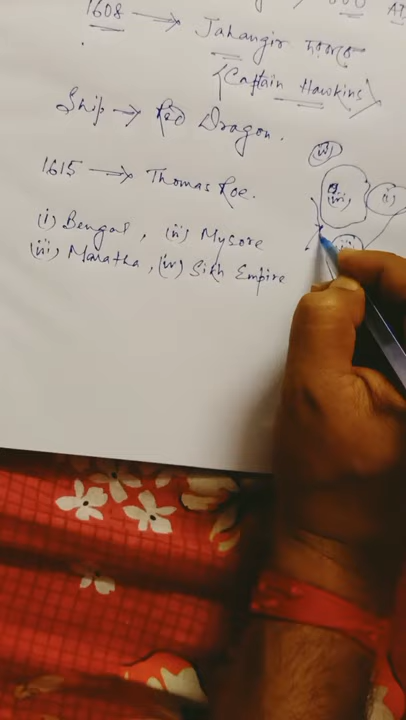 1608 → Jahangir
{Captain Hawkins}
Ship → Red Dragon.
1615 → Thomas Roe.
(i) Bengal, (ii) Mysore
(iii) Maratha, (iv) Sikh Empire